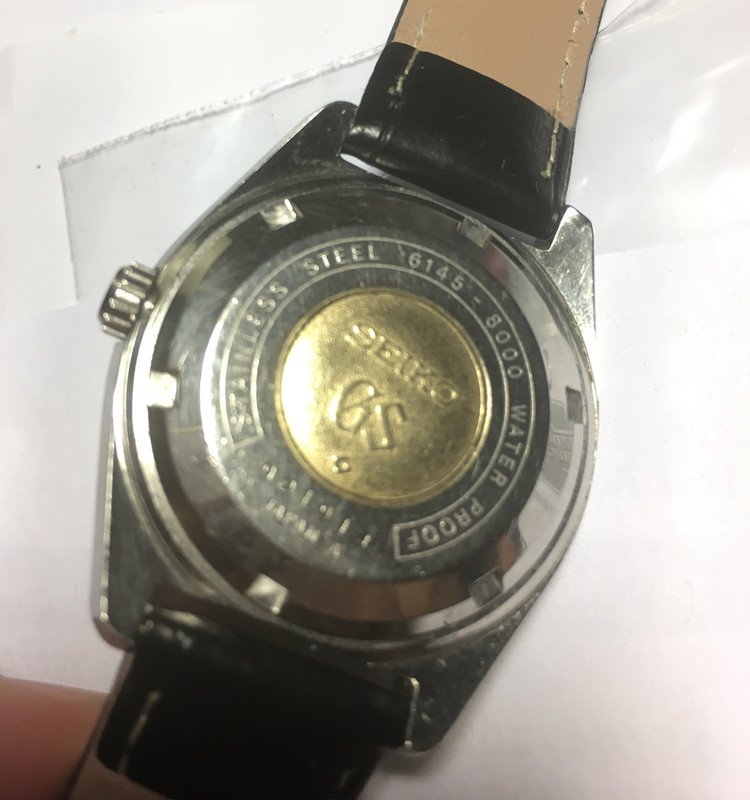 STAINLESS STEEL 6145-8000 WATER PROOF
SEIKO
GS
JAPAN